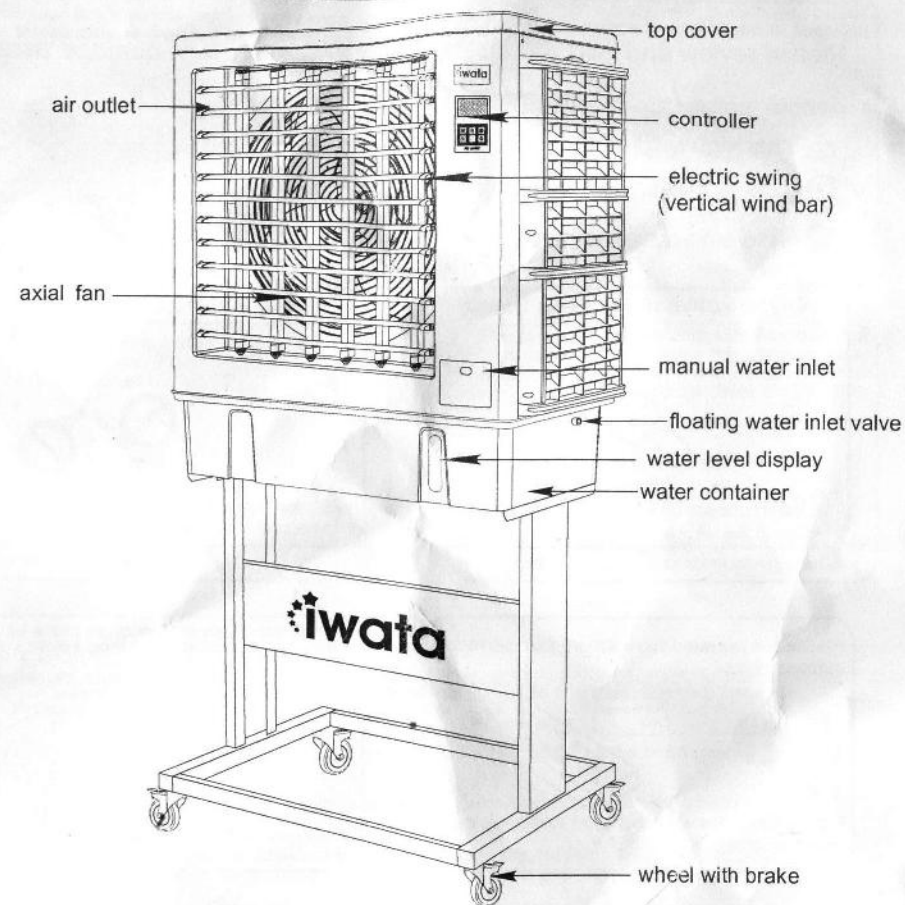 top cover
iwata
air outlet
controller
electric swing
(vertical wind bar)
axial fan
manual water inlet
floating water inlet valve
water level display
water container
iwata
wheel with brake